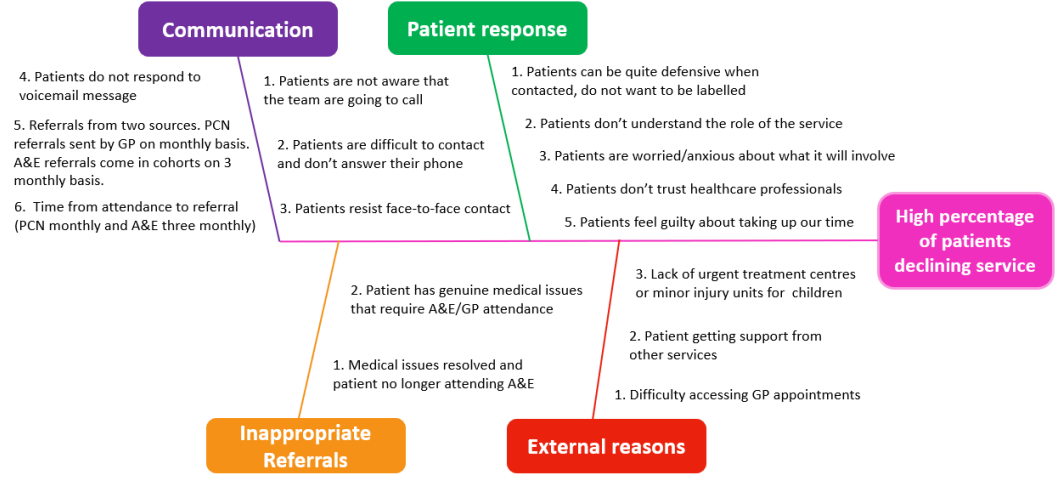 Communication
4. Patients do not respond to
voicemail message
5. Referrals from two sources. PCN
referrals sent by GP on monthly basis.
A&E referrals come in cohorts on 3
monthly basis.
6.  Time from attendance to referral
(PCN monthly and A&E three monthly)
1. Patients are not aware that
the team are going to call
2. Patients are difficult to contact
and don’t answer their phone
3. Patients resist face-to-face contact
Patient response
1. Patients can be quite defensive when
contacted, do not want to be labelled
2. Patients don’t understand the role of the service
3. Patients are worried/anxious about what it will involve
4. Patients don’t trust healthcare professionals
5. Patients feel guilty about taking up our time
High percentage
of patients
declining service
2. Patient has genuine medical issues
that require A&E/GP attendance
1. Medical issues resolved and
patient no longer attending A&E
Inappropriate
Referrals
3. Lack of urgent treatment centres
or minor injury units for  children
2. Patient getting support from
other services
1. Difficulty accessing GP appointments
External reasons